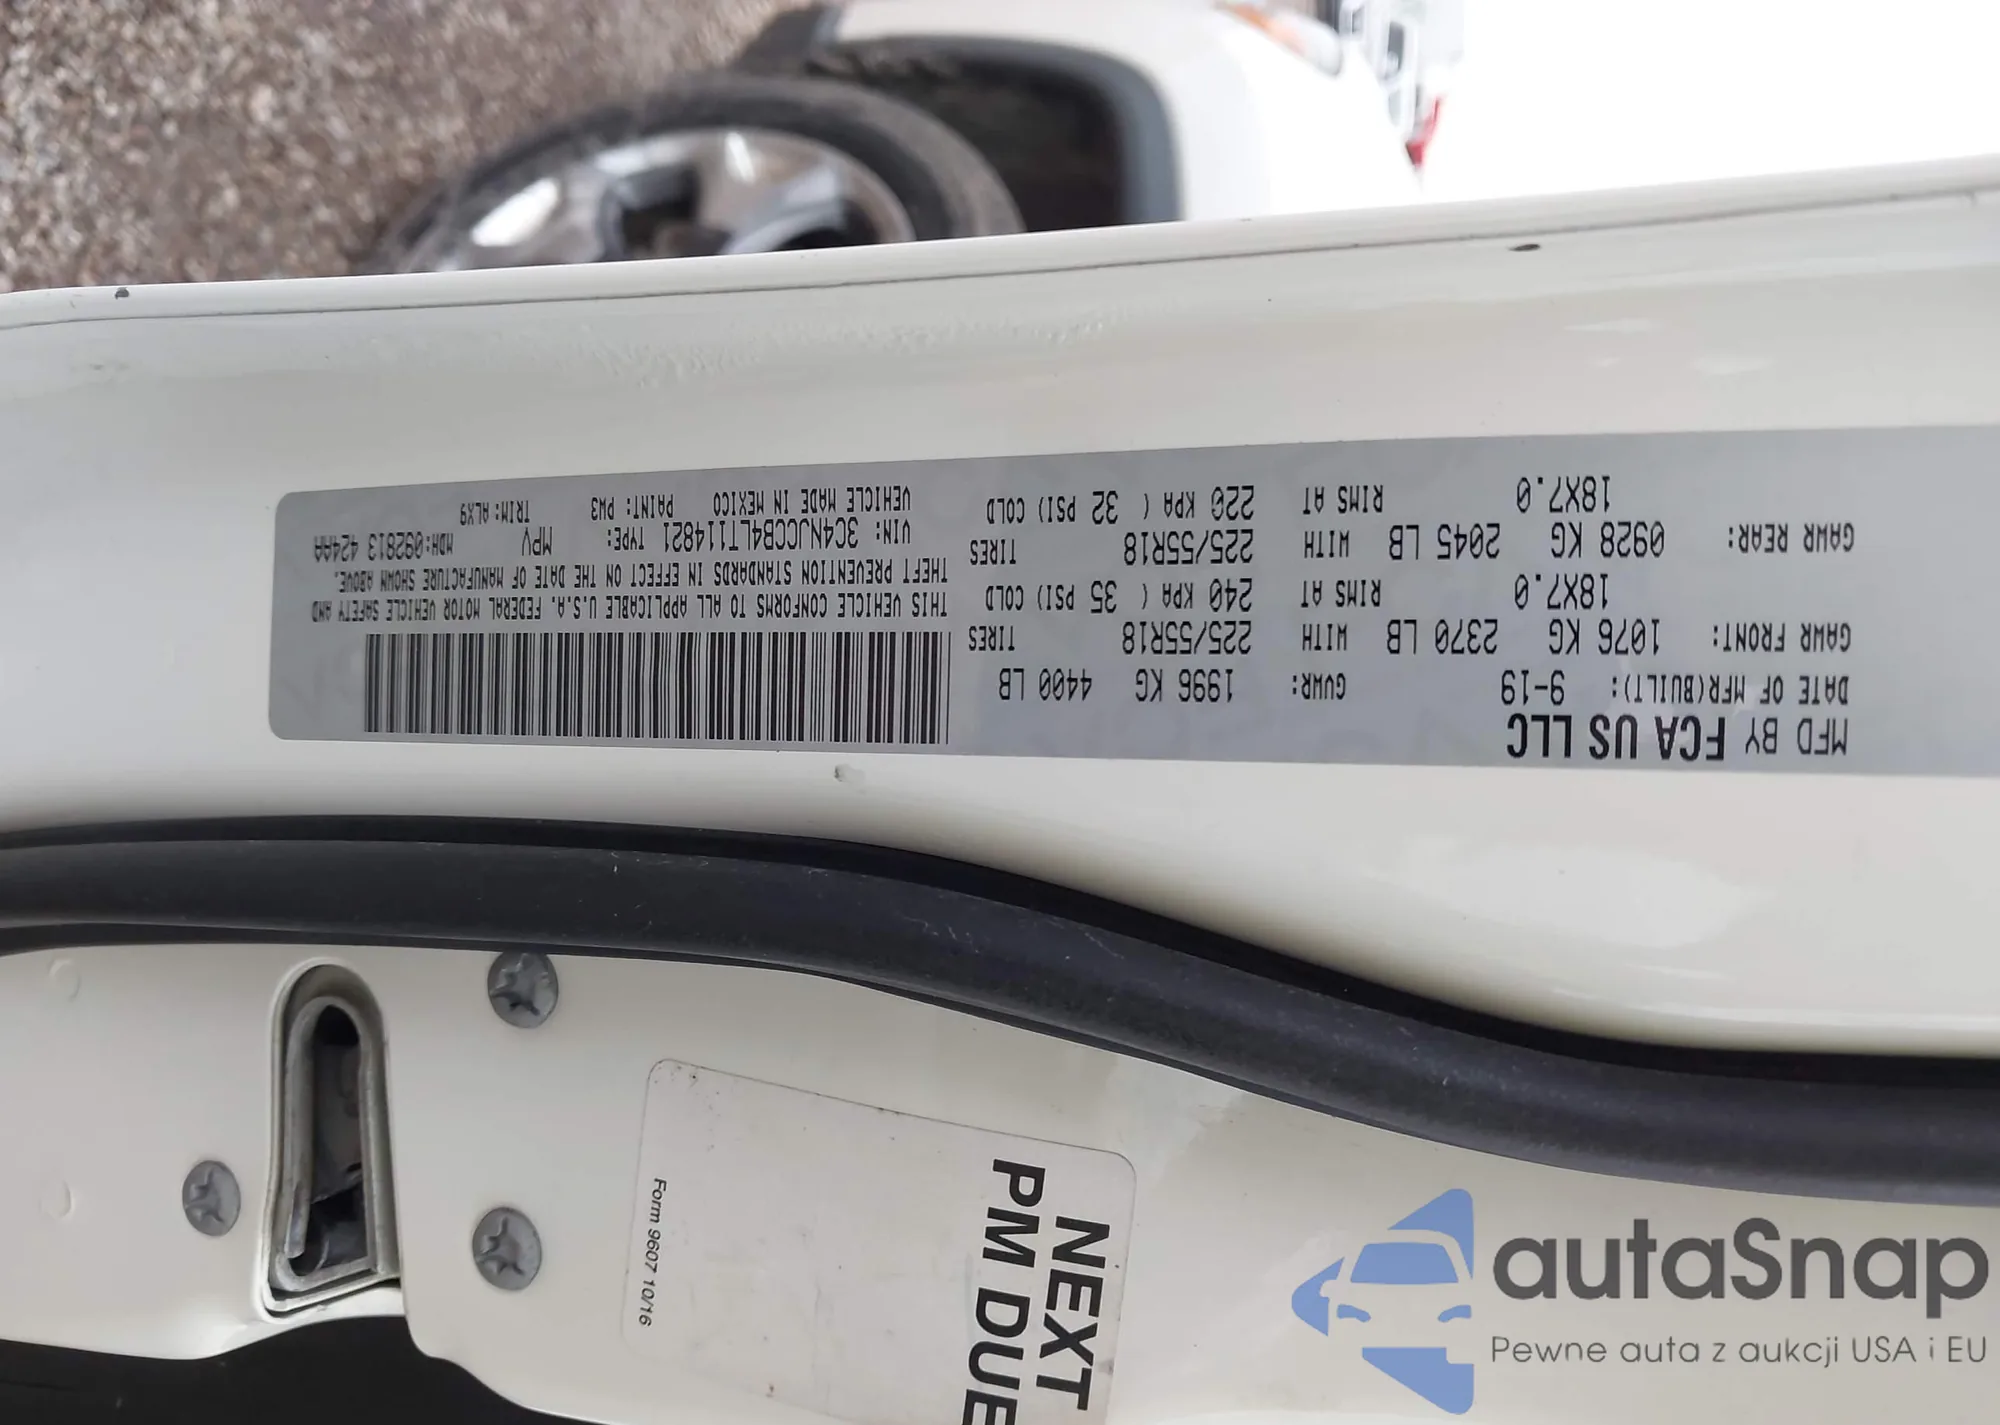 MFD BY FCA US LLC
DATE OF MFR(BUILT): 9-19 GVWR: 1996 KG 4400 LB
GAWR FRONT: 1076 KG 2370 LB WITH 225/55R18 TIRES
18X7.0 RIMS AT 240 KPA ( 35 PSI) COLD
GAWR REAR: 0928 KG 2045 LB WITH 225/55R18 TIRES
18X7.0 RIMS AT 220 KPA ( 32 PSI) COLD
THIS VEHICLE CONFORMS TO ALL APPLICABLE U.S.A. FEDERAL MOTOR VEHICLE SAFETY AND
THEFT PREVENTION STANDARDS IN EFFECT ON THE DATE OF MANUFACTURE SHOWN ABOVE.
VIN: 3C4NJCCB4LT114821 TYPE: MPV MDH:092813 424AA
VEHICLE MADE IN MEXICO PAINT: PW3 TRIM: ALX9
NEXT
PM DUE
Form 9607 10/16
autaSnap
Pewne auta z aukcji USA i EU